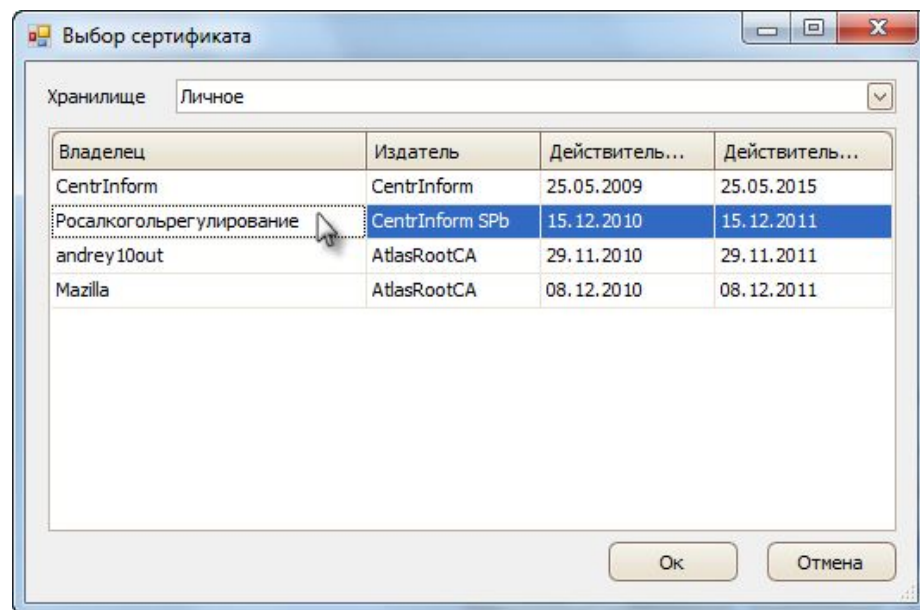 Выбор сертификата
Хранилище Личное
Владелец Издатель Действитель... Действитель...
CentrInform CentrInform 25.05.2009 25.05.2015
Росалкогольрегулирование CentrInform SPb 15.12.2010 15.12.2011
andrey10out AtlasRootCA 29.11.2010 29.11.2011
Mazilla AtlasRootCA 08.12.2010 08.12.2011
Ок Отмена